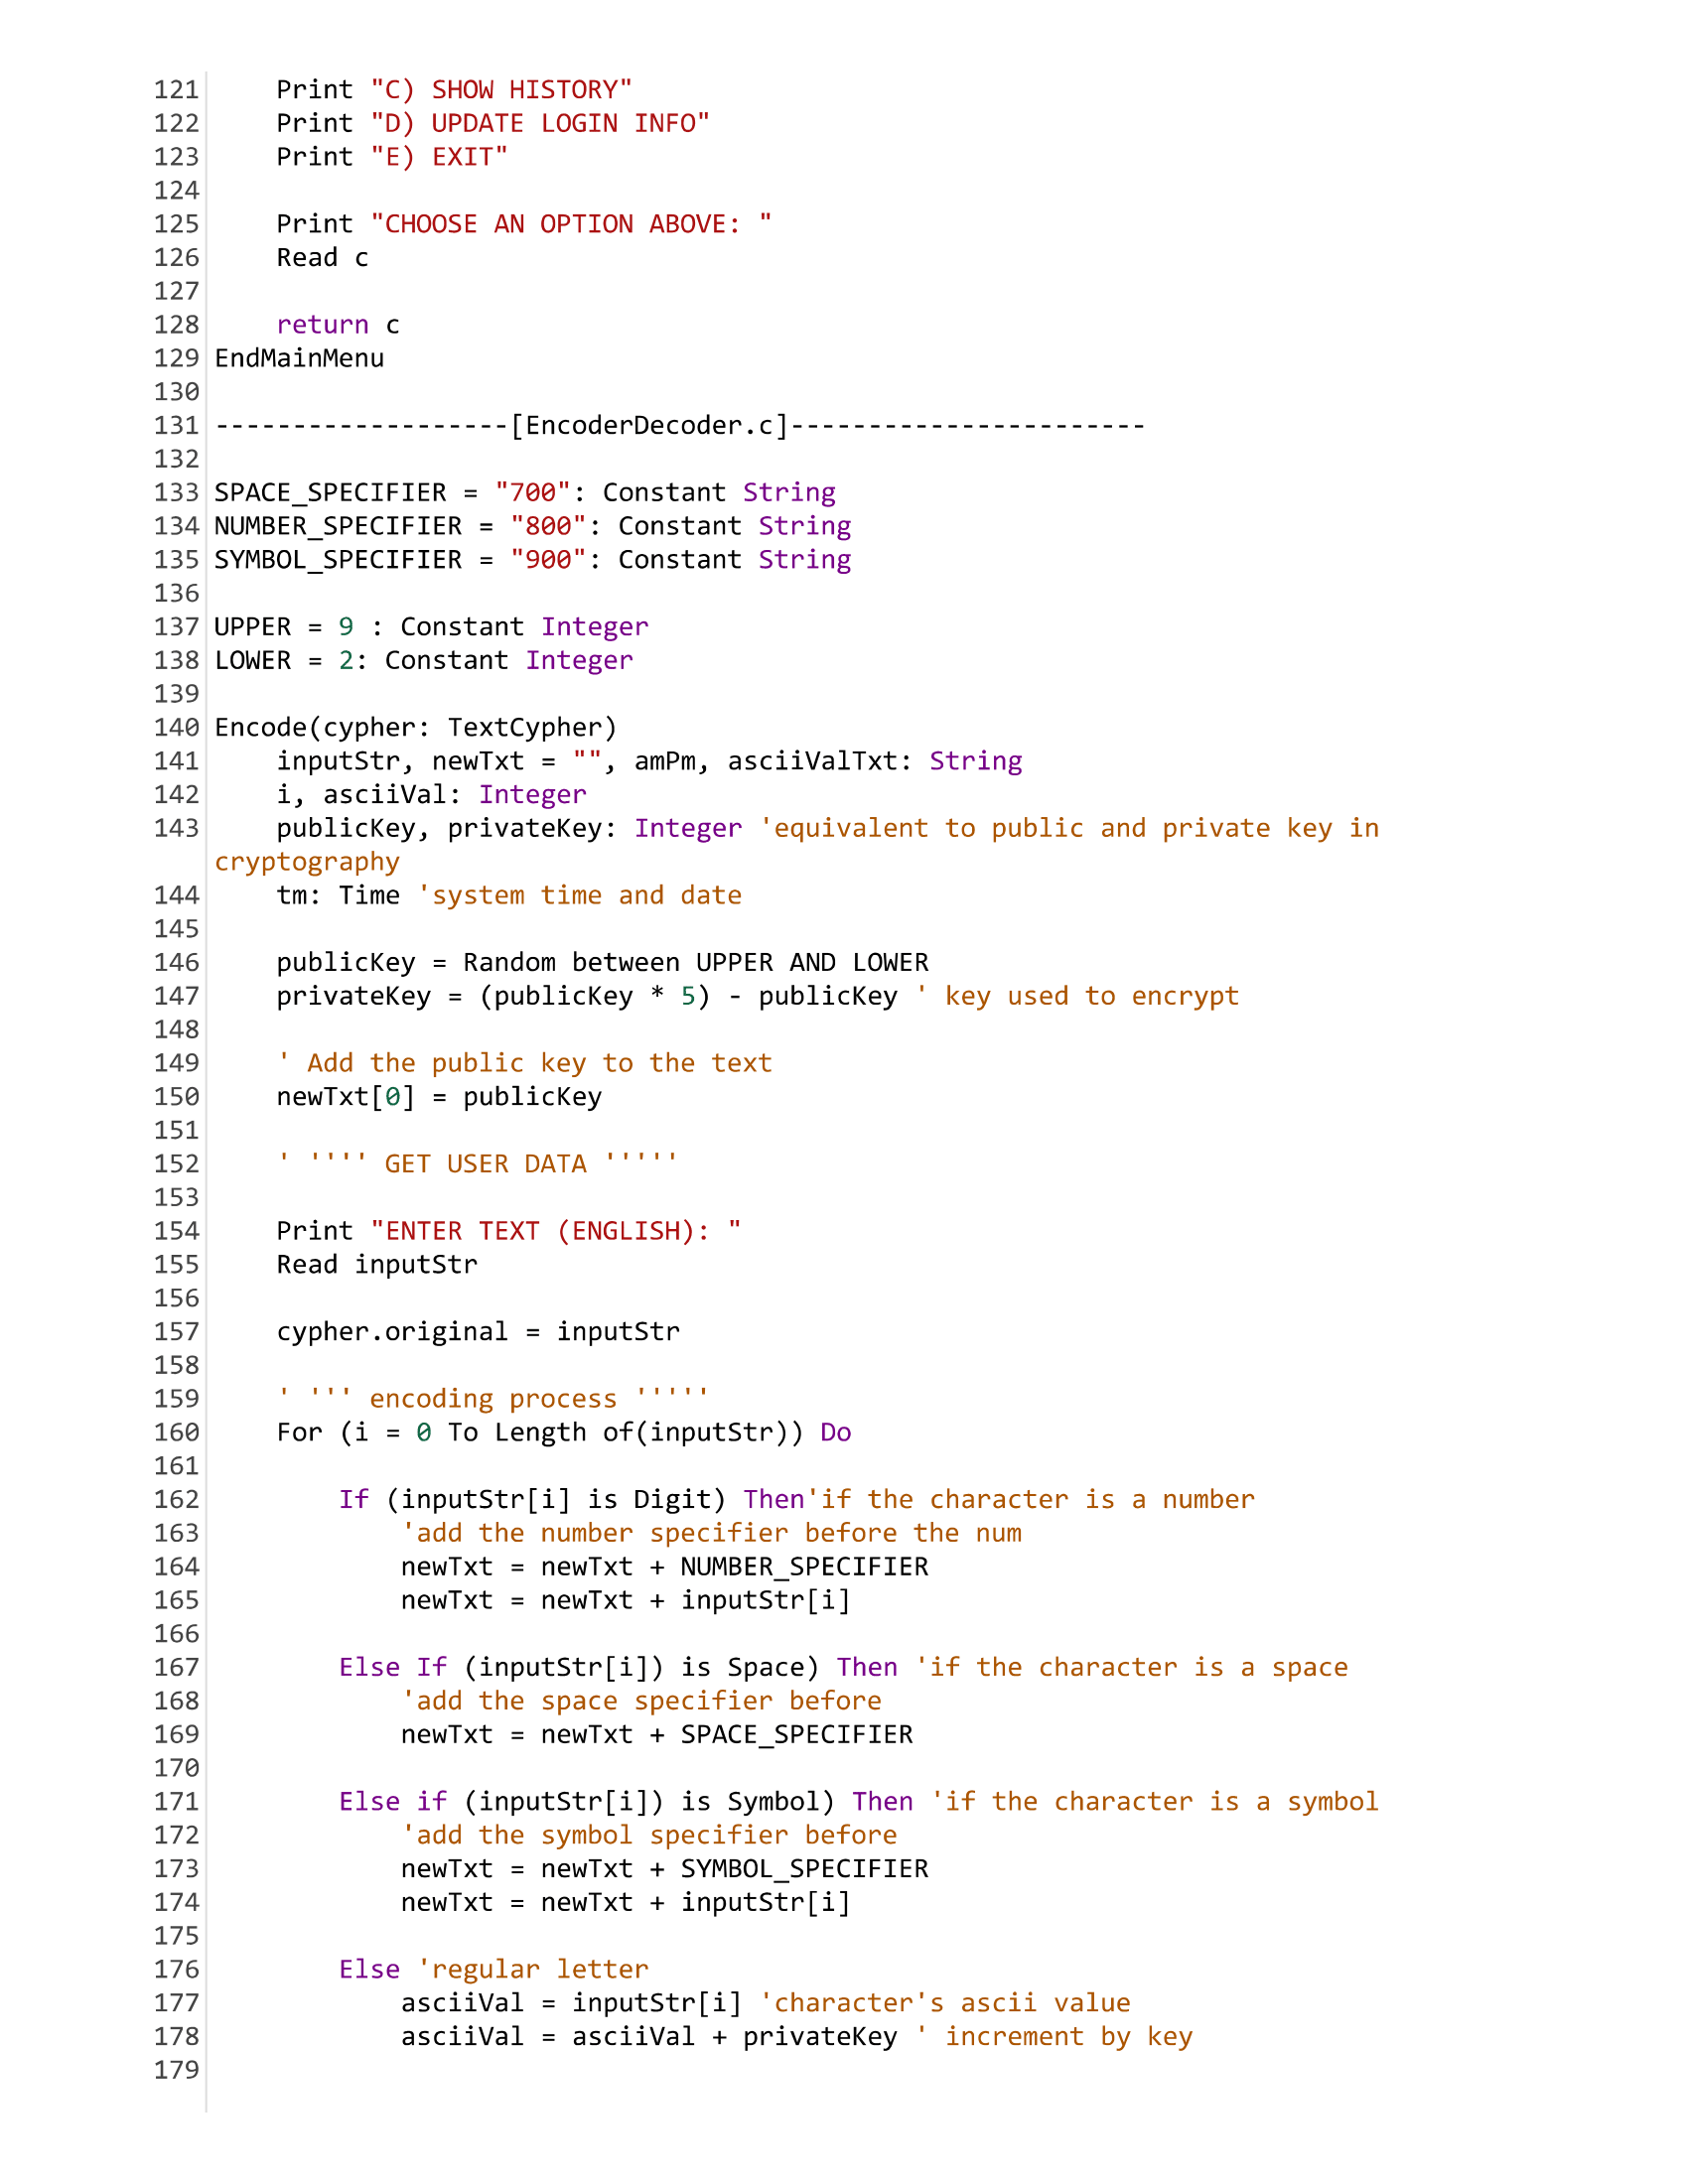 121     Print "C) SHOW HISTORY"
122     Print "D) UPDATE LOGIN INFO"
123     Print "E) EXIT"
124
125     Print "CHOOSE AN OPTION ABOVE: "
126     Read c
127
128     return c
129 EndMainMenu
130
131 -------------------[EncoderDecoder.c]-----------------------
132
133 SPACE_SPECIFIER = "700": Constant String
134 NUMBER_SPECIFIER = "800": Constant String
135 SYMBOL_SPECIFIER = "900": Constant String
136
137 UPPER = 9 : Constant Integer
138 LOWER = 2: Constant Integer
139
140 Encode(cypher: TextCypher)
141     inputStr, newTxt = "", amPm, asciiValTxt: String
142     i, asciiVal: Integer
143     publicKey, privateKey: Integer 'equivalent to public and private key in
cryptography
144     tm: Time 'system time and date
145
146     publicKey = Random between UPPER AND LOWER
147     privateKey = (publicKey * 5) - publicKey ' key used to encrypt
148
149     ' Add the public key to the text
150     newTxt[0] = publicKey
151
152     ' '''' GET USER DATA '''''
153
154     Print "ENTER TEXT (ENGLISH): "
155     Read inputStr
156
157     cypher.original = inputStr
158
159     ' ''' encoding process '''''
160     For (i = 0 To Length of(inputStr)) Do
161
162         If (inputStr[i] is Digit) Then'if the character is a number
163             'add the number specifier before the num
164             newTxt = newTxt + NUMBER_SPECIFIER
165             newTxt = newTxt + inputStr[i]
166
167         Else If (inputStr[i]) is Space) Then 'if the character is a space
168             'add the space specifier before
169             newTxt = newTxt + SPACE_SPECIFIER
170
171         Else if (inputStr[i]) is Symbol) Then 'if the character is a symbol
172             'add the symbol specifier before
173             newTxt = newTxt + SYMBOL_SPECIFIER
174             newTxt = newTxt + inputStr[i]
175
176         Else 'regular letter
177             asciiVal = inputStr[i] 'character's ascii value
178             asciiVal = asciiVal + privateKey ' increment by key
179